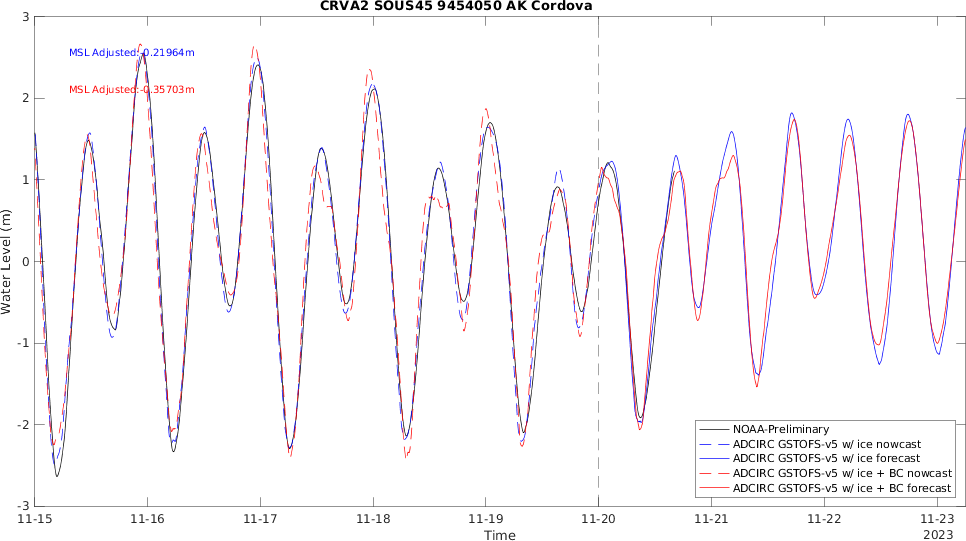 CRVA2 SOUS45 9454050 AK Cordova
3
2
1
0
-1
-2
-3
Water Level (m)
MSL Adjusted:-0.21964m
MSL Adjusted:-0.35703m
NOAA-Preliminary
ADCIRC GSTOFS-v5 w/ ice nowcast
ADCIRC GSTOFS-v5 w/ ice forecast
ADCIRC GSTOFS-v5 w/ ice + BC nowcast
ADCIRC GSTOFS-v5 w/ ice + BC forecast
11-15 11-16 11-17 11-18 11-19 11-20 11-21 11-22 11-23
Time 2023